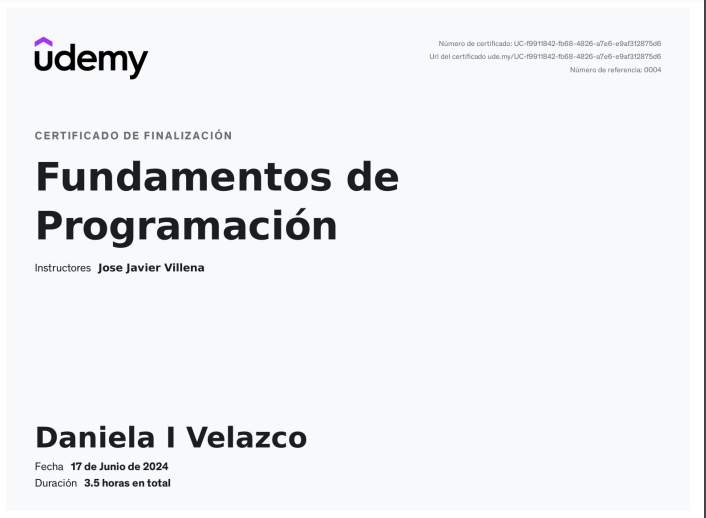 udemy
Número de certificado: UC-f9911842-fb68-4826-a7e6-e9af312875d6
Url del certificado ude.my/UC-f9911842-fb68-4826-a7e6-e9af312875d6
Número de referencia: 0004
CERTIFICADO DE FINALIZACIÓN
Fundamentos de
Programación
Instructores Jose Javier Villena
Daniela I Velazco
Fecha 17 de Junio de 2024
Duración 3.5 horas en total